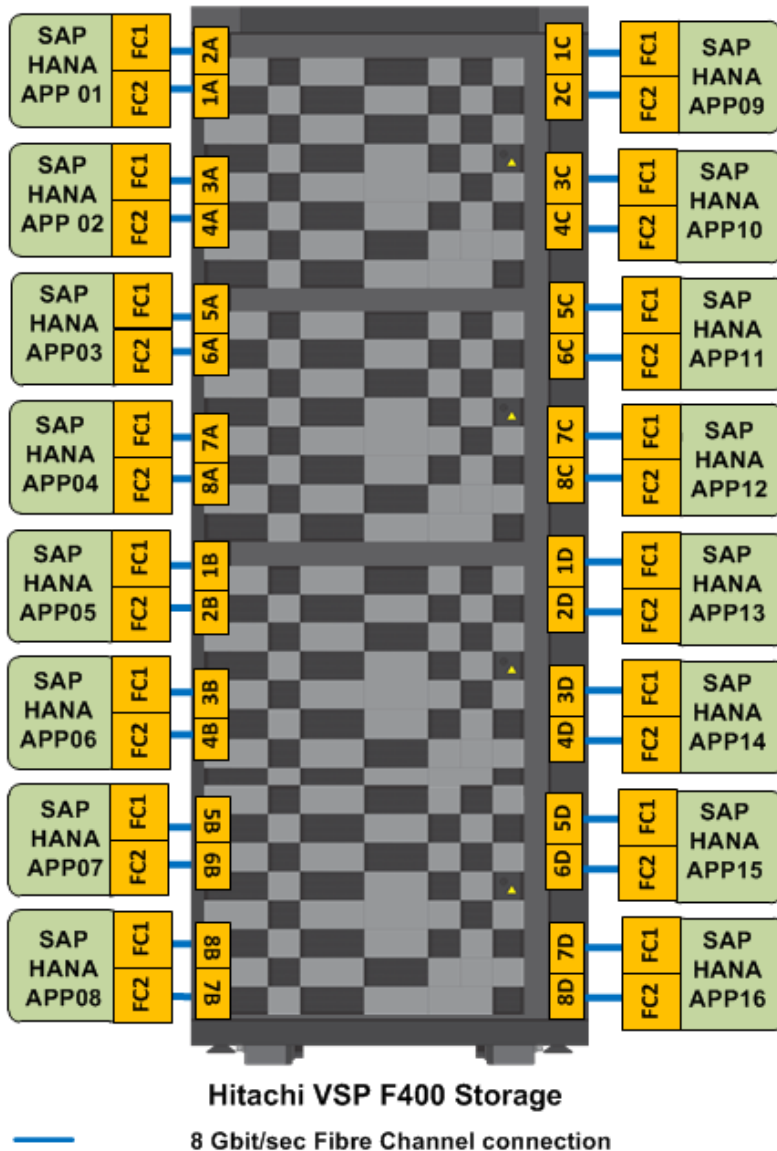 SAP
HANA
APP 01
FC1
FC2
2A
1A
SAP
HANA
APP 02
FC1
FC2
3A
4A
SAP
HANA
APP03
FC1
FC2
5A
6A
SAP
HANA
APP04
FC1
FC2
7A
8A
SAP
HANA
APP05
FC1
FC2
1B
2B
SAP
HANA
APP06
FC1
FC2
3B
4B
SAP
HANA
APP07
FC1
FC2
5B
6B
SAP
HANA
APP08
FC1
FC2
8B
7B
1C
2C
FC1
FC2
SAP
HANA
APP09
3C
4C
FC1
FC2
SAP
HANA
APP10
5C
6C
FC1
FC2
SAP
HANA
APP11
7C
8C
FC1
FC2
SAP
HANA
APP12
1D
2D
FC1
FC2
SAP
HANA
APP13
3D
4D
FC1
FC2
SAP
HANA
APP14
5D
6D
FC1
FC2
SAP
HANA
APP15
7D
8D
FC1
FC2
SAP
HANA
APP16
Hitachi VSP F400 Storage
8 Gbit/sec Fibre Channel connection